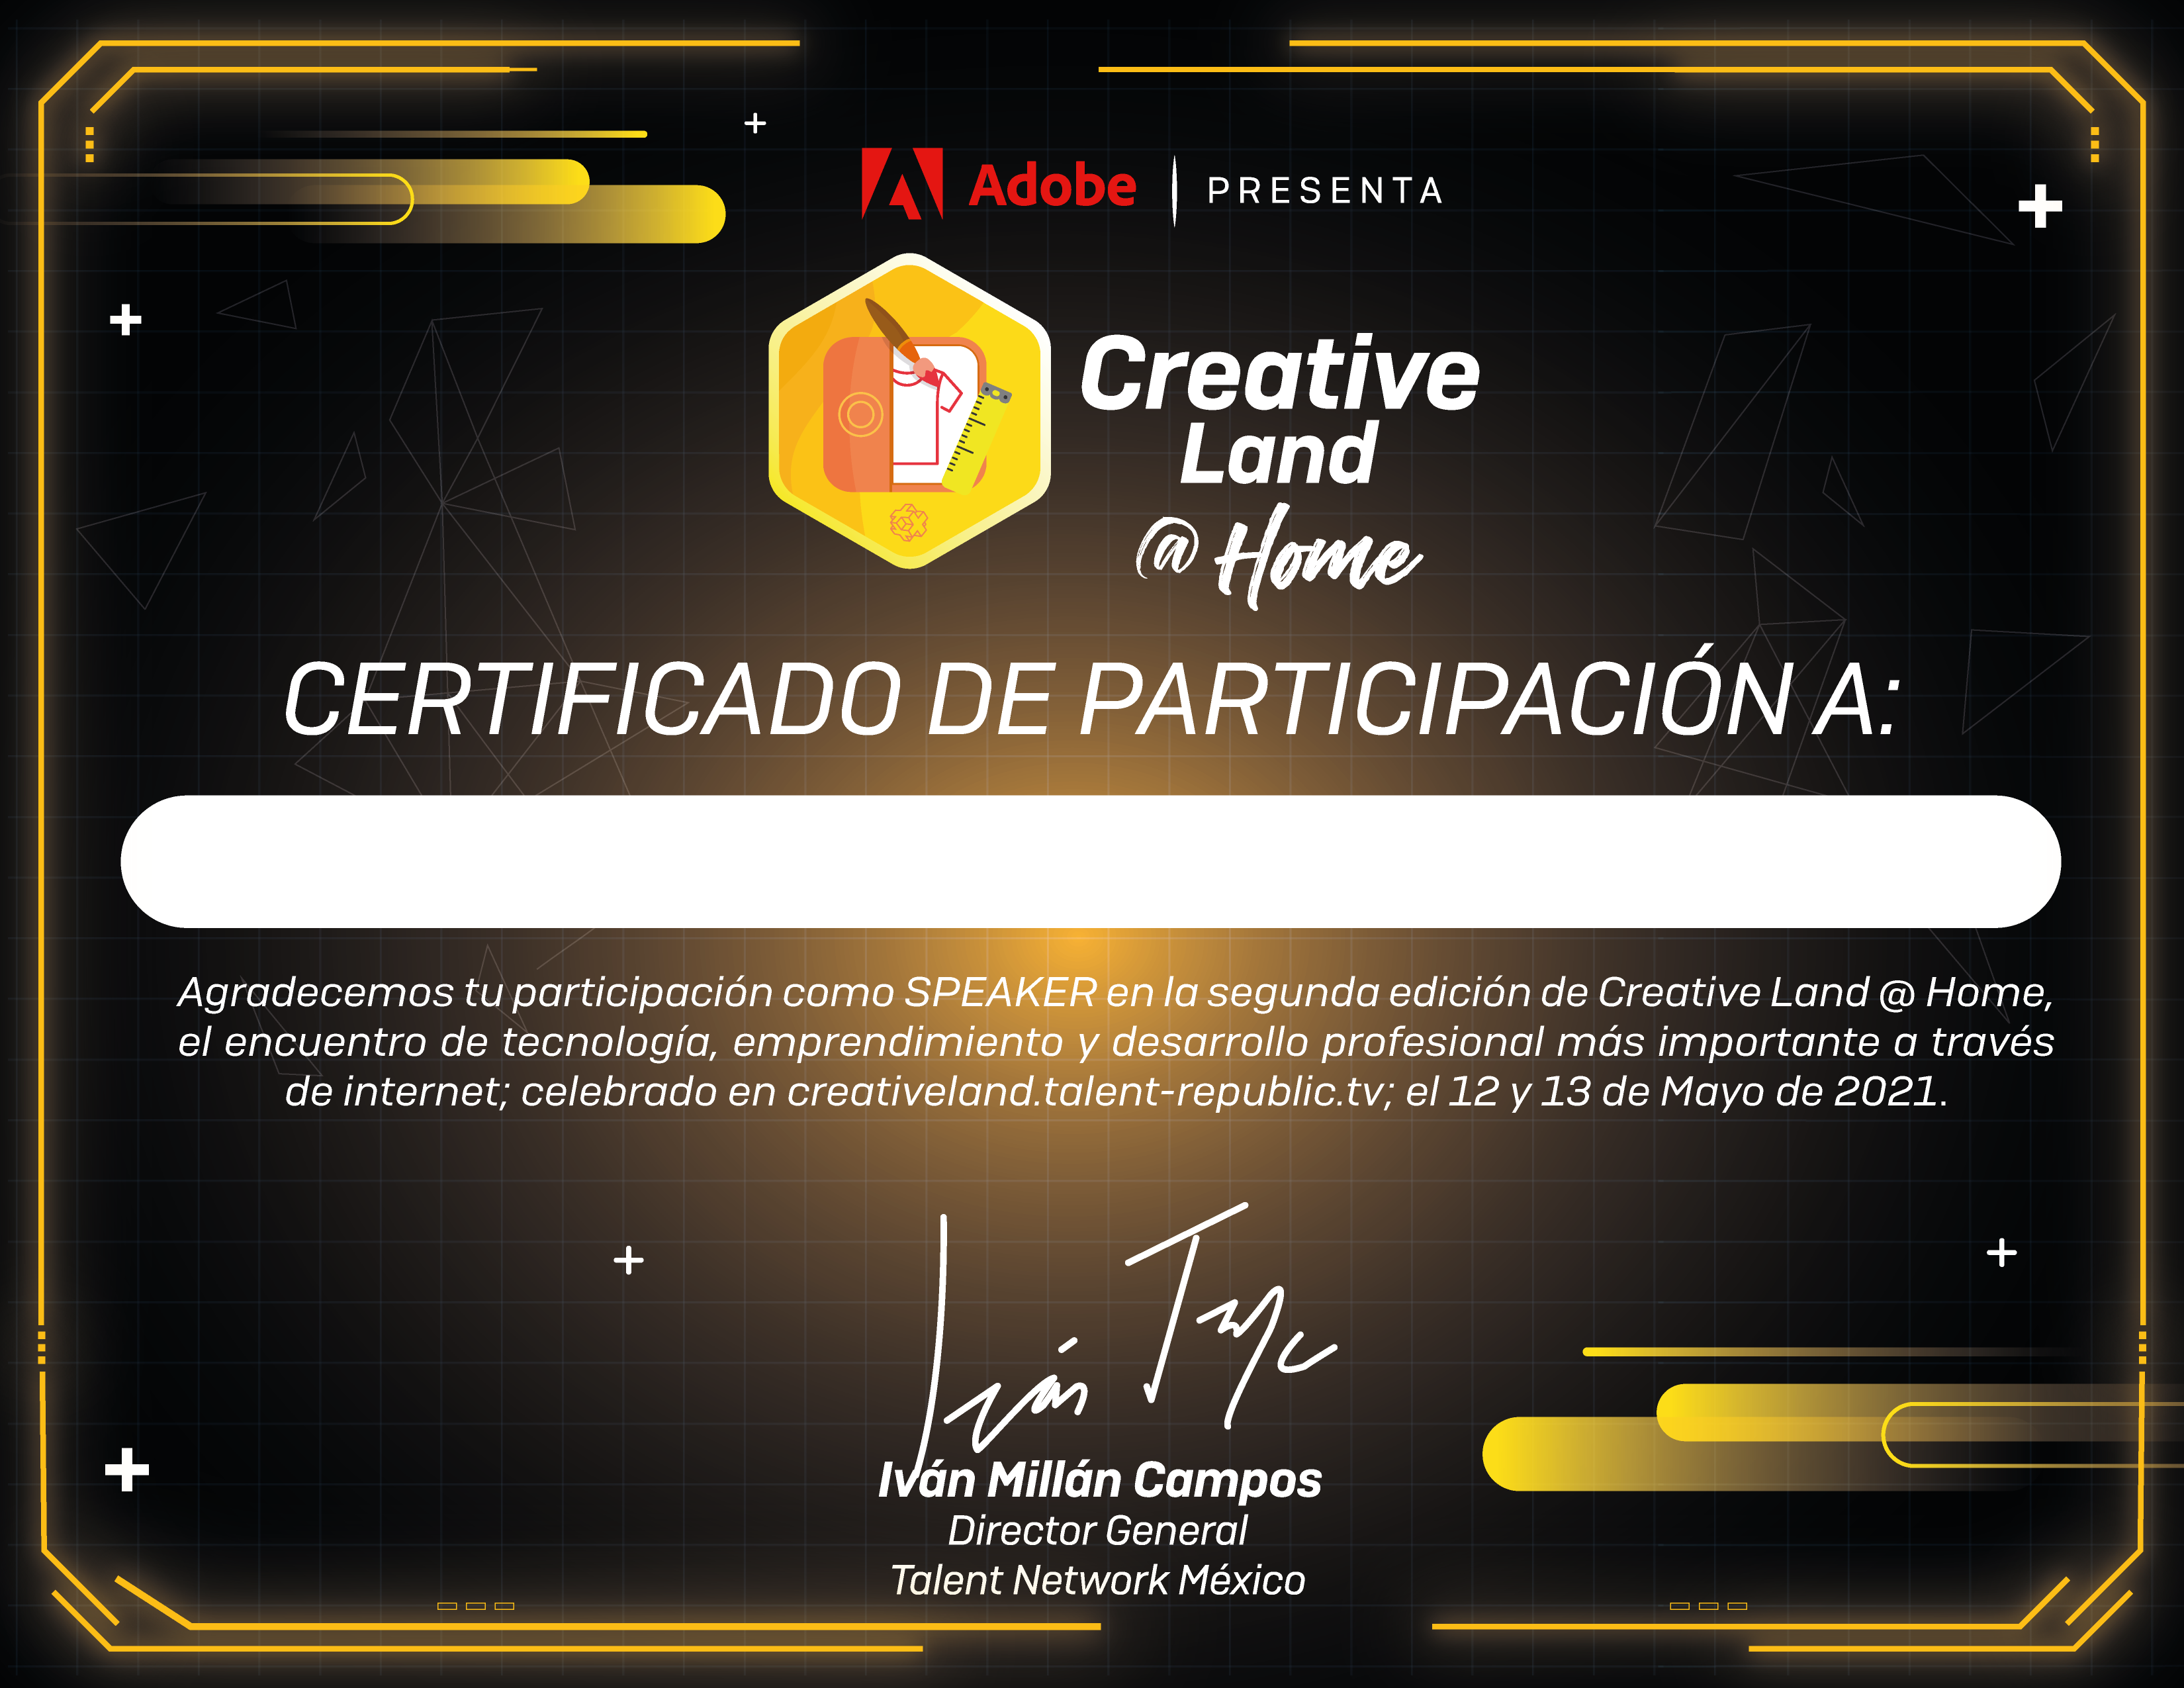 Adobe | PRESENTA
Creative
Land
@ Home
CERTIFICADO DE PARTICIPACIÓN A:
Agradecemos tu participación como SPEAKER en la segunda edición de Creative Land @ Home,
el encuentro de tecnología, emprendimiento y desarrollo profesional más importante a través
de internet; celebrado en creativeland.talent-republic.tv; el 12 y 13 de Mayo de 2021.
Iván Millán Campos
Director General
Talent Network México